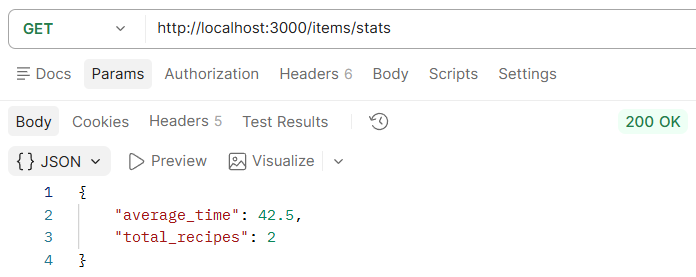 GET http://localhost:3000/items/stats
Docs Params Authorization Headers 6 Body Scripts Settings
Body Cookies Headers 5 Test Results 200 OK
{} JSON Preview Visualize
1 {
2 "average_time": 42.5,
3 "total_recipes": 2
4 }